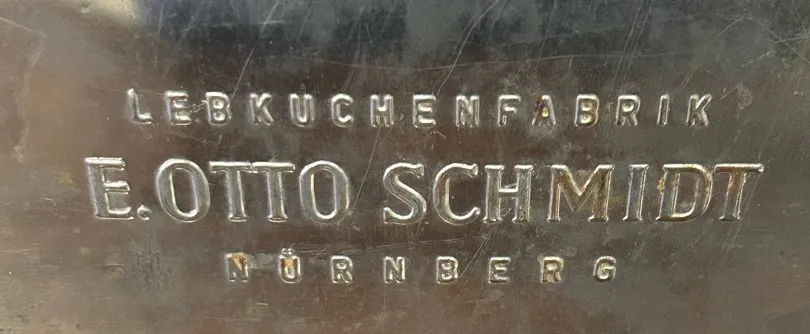 LEBKUCHENFABRIK
E. OTTO SCHMIDT
NÜRNBERG